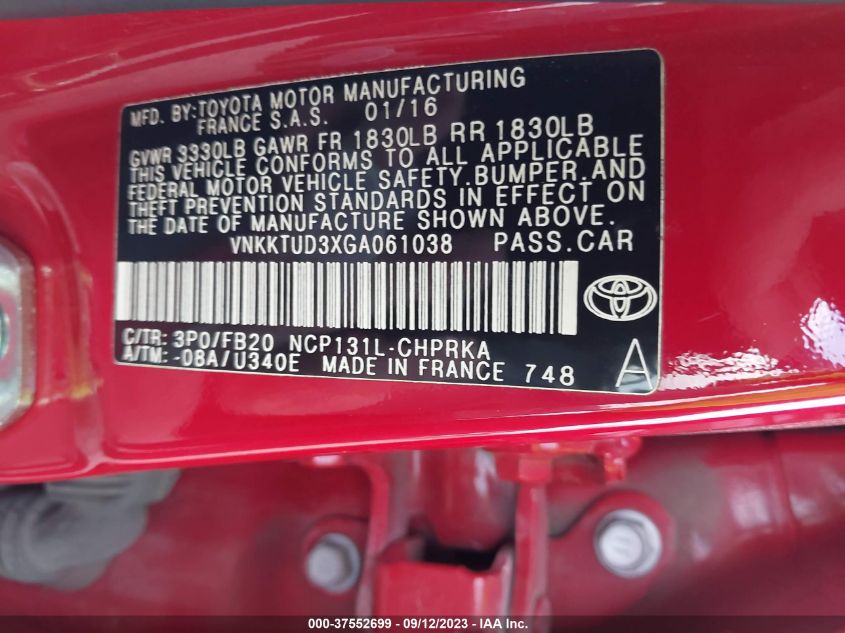 MFD. BY:TOYOTA MOTOR MANUFACTURING
FRANCE S.A.S. 01/16
GVWR 3330LB GAWR FR 1830LB RR 1830LB
THIS VEHICLE CONFORMS TO ALL APPLICABLE
FEDERAL MOTOR VEHICLE SAFETY,BUMPER,AND
THEFT PREVENTION STANDARDS IN EFFECT ON
THE DATE OF MANUFACTURE SHOWN ABOVE.
VNKKTUD3XGA061038 PASS.CAR
C/TR: 3P0/FB20 NCP131L-CHPRKA
A/TM: -08A/U340E MADE IN FRANCE 748 A
000-37552699 - 09/12/2023 - © IAA Inc.